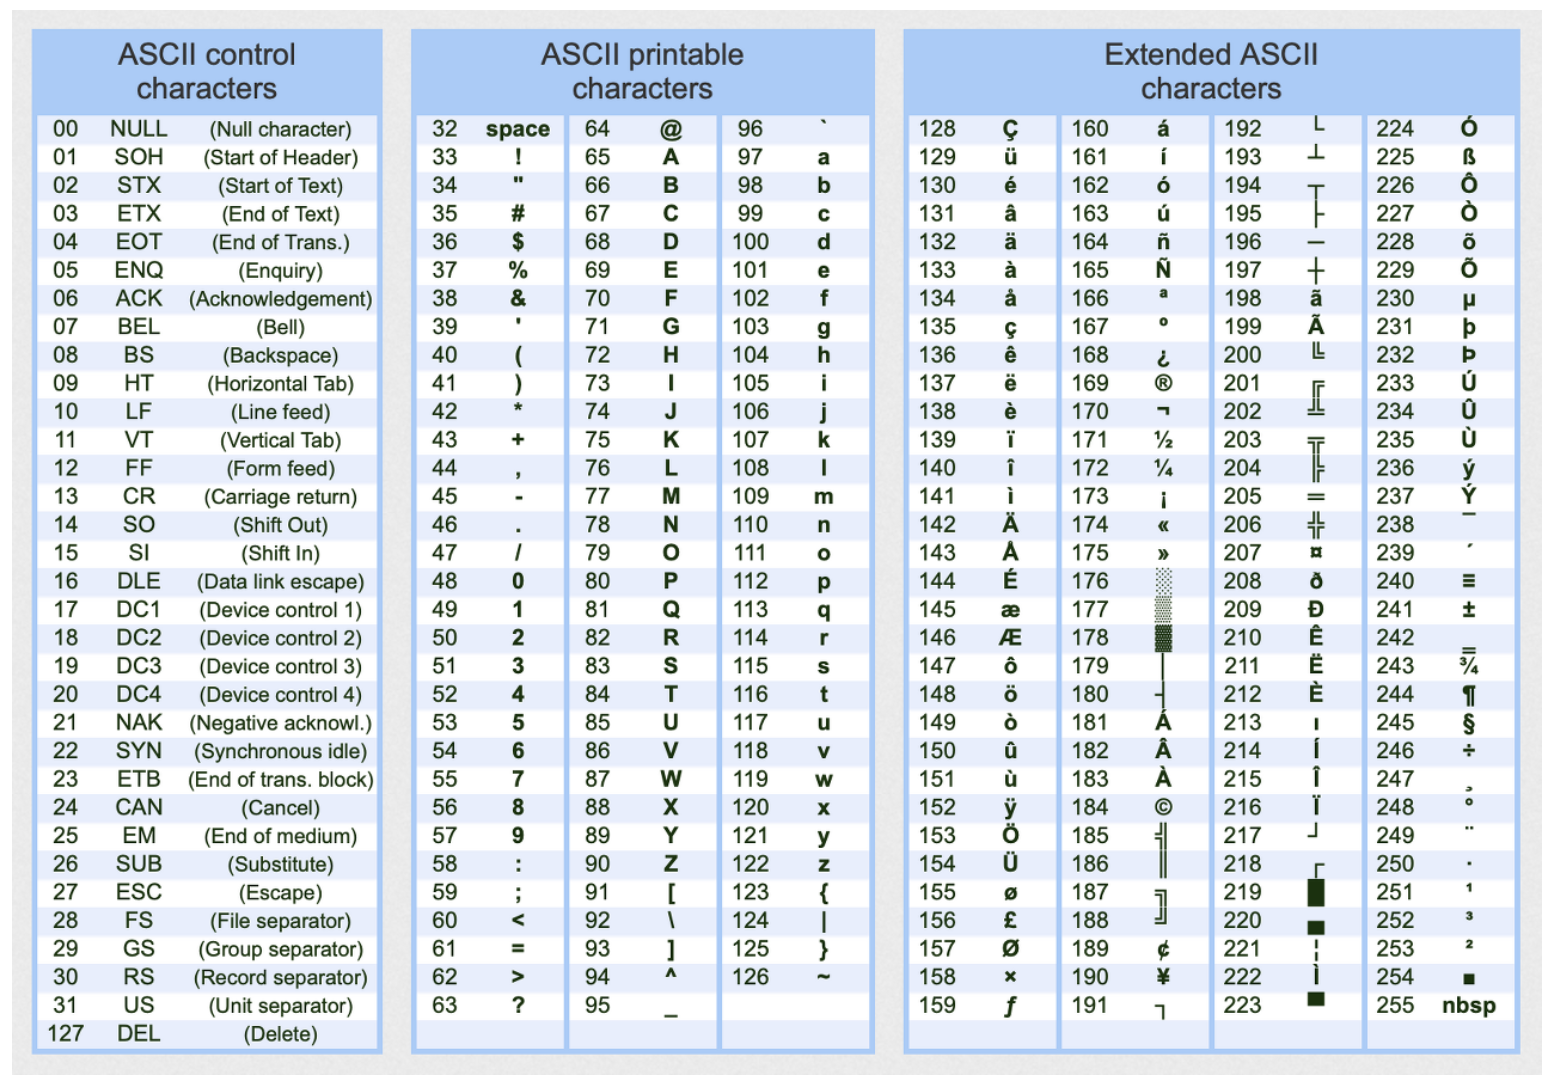 ASCII control
characters
00 NULL (Null character)
01 SOH (Start of Header)
02 STX (Start of Text)
03 ETX (End of Text)
04 EOT (End of Trans.)
05 ENQ (Enquiry)
06 ACK (Acknowledgement)
07 BEL (Bell)
08 BS (Backspace)
09 HT (Horizontal Tab)
10 LF (Line feed)
11 VT (Vertical Tab)
12 FF (Form feed)
13 CR (Carriage return)
14 SO (Shift Out)
15 SI (Shift In)
16 DLE (Data link escape)
17 DC1 (Device control 1)
18 DC2 (Device control 2)
19 DC3 (Device control 3)
20 DC4 (Device control 4)
21 NAK (Negative acknowl.)
22 SYN (Synchronous idle)
23 ETB (End of trans. block)
24 CAN (Cancel)
25 EM (End of medium)
26 SUB (Substitute)
27 ESC (Escape)
28 FS (File separator)
29 GS (Group separator)
30 RS (Record separator)
31 US (Unit separator)
127 DEL (Delete)
ASCII printable
characters
32 space 64 @ 96 `
33 ! 65 A 97 a
34 " 66 B 98 b
35 # 67 C 99 c
36 $ 68 D 100 d
37 % 69 E 101 e
38 & 70 F 102 f
39 ' 71 G 103 g
40 ( 72 H 104 h
41 ) 73 I 105 i
42 * 74 J 106 j
43 + 75 K 107 k
44 , 76 L 108 l
45 - 77 M 109 m
46 . 78 N 110 n
47 / 79 O 111 o
48 0 80 P 112 p
49 1 81 Q 113 q
50 2 82 R 114 r
51 3 83 S 115 s
52 4 84 T 116 t
53 5 85 U 117 u
54 6 86 V 118 v
55 7 87 W 119 w
56 8 88 X 120 x
57 9 89 Y 121 y
58 : 90 Z 122 z
59 ; 91 [ 123 {
60 < 92 \ 124 |
61 = 93 ] 125 }
62 > 94 ^ 126 ~
63 ? 95 _
Extended ASCII
characters
128 Ç 160 á 192 └ 224 Ó
129 ü 161 í 193 ┴ 225 ß
130 é 162 ó 194 ┬ 226 Ô
131 â 163 ú 195 ├ 227 Ò
132 ä 164 ñ 196 ─ 228 õ
133 à 165 Ñ 197 ┼ 229 Õ
134 å 166 ª 198 ã 230 µ
135 ç 167 º 199 Ã 231 þ
136 ê 168 ¿ 200 ╚ 232 Þ
137 ë 169 ® 201 ╔ 233 Ú
138 è 170 ¬ 202 ╩ 234 Û
139 ï 171 ½ 203 ╦ 235 Ù
140 î 172 ¼ 204 ╠ 236 ý
141 ì 173 ¡ 205 ═ 237 Ý
142 Ä 174 « 206 ╬ 238 ¯
143 Å 175 » 207 ¤ 239 ´
144 É 176 ░ 208 ð 240 ≡
145 æ 177 ▒ 209 Ð 241 ±
146 Æ 178 ▓ 210 Ê 242 ‗
147 ô 179 │ 211 Ë 243 ¾
148 ö 180 ┤ 212 È 244 ¶
149 ò 181 Á 213 ı 245 §
150 û 182 Â 214 Í 246 ÷
151 ù 183 À 215 Î 247 ¸
152 ÿ 184 © 216 Ï 248 °
153 Ö 185 ╣ 217 ┘ 249 ¨
154 Ü 186 ║ 218 ┌ 250 ·
155 ø 187 ╗ 219 █ 251 ¹
156 £ 188 ╝ 220 ▄ 252 ³
157 Ø 189 ¢ 221 ¦ 253 ²
158 × 190 ¥ 222 Ì 254 ■
159 ƒ 191 ┐ 223 ▀ 255 nbsp